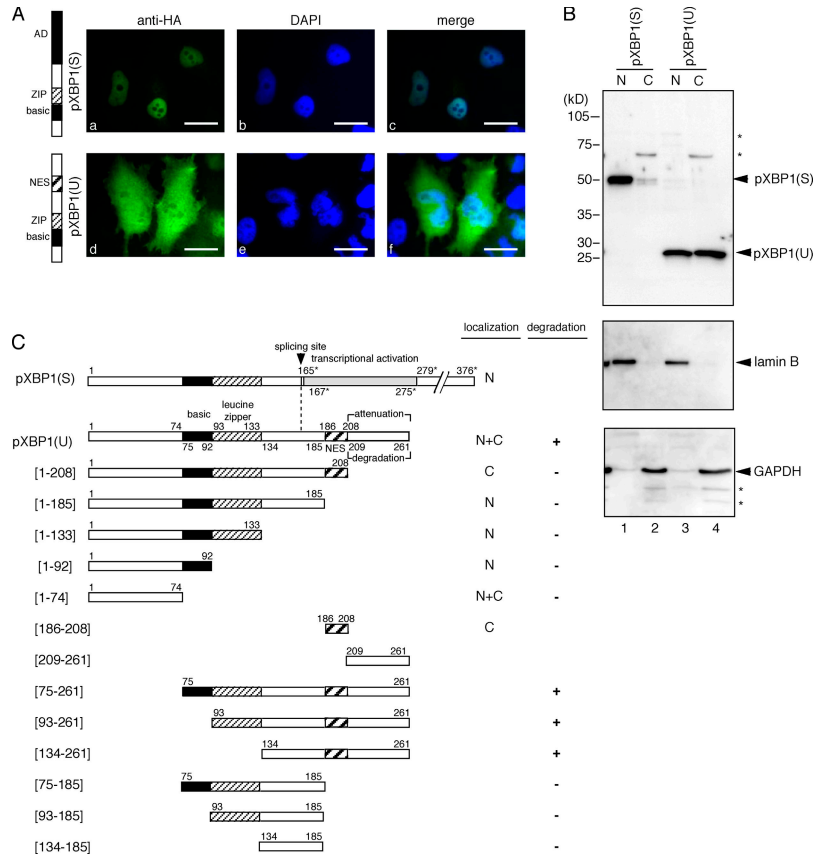 A
anti-HA
DAPI
merge
AD
ZIP
basic
pXBP1(S)
a
b
c
NES
ZIP
basic
pXBP1(U)
d
e
f
B
pXBP1(S)
pXBP1(U)
N C N C
(kD)
105
75
50
35
30
25
*
*
pXBP1(S)
pXBP1(U)
lamin B
GAPDH
*
*
1 2 3 4
C
localization degradation
splicing site
transcriptional activation
1 165* 279* 376*
pXBP1(S) N
167* 275*
basic leucine zipper attenuation
1 74 93 133 186 208
pXBP1(U) N+C +
75 92 134 185 NES 209 261
degradation
[1-208] 1 208 C -
[1-185] 1 185 N -
[1-133] 1 133 N -
[1-92] 1 92 N -
[1-74] 1 74 N+C -
[186-208] 186 208 C
[209-261] 209 261
[75-261] 75 261 +
[93-261] 93 261 +
[134-261] 134 261 +
[75-185] 75 185 -
[93-185] 93 185 -
[134-185] 134 185 -